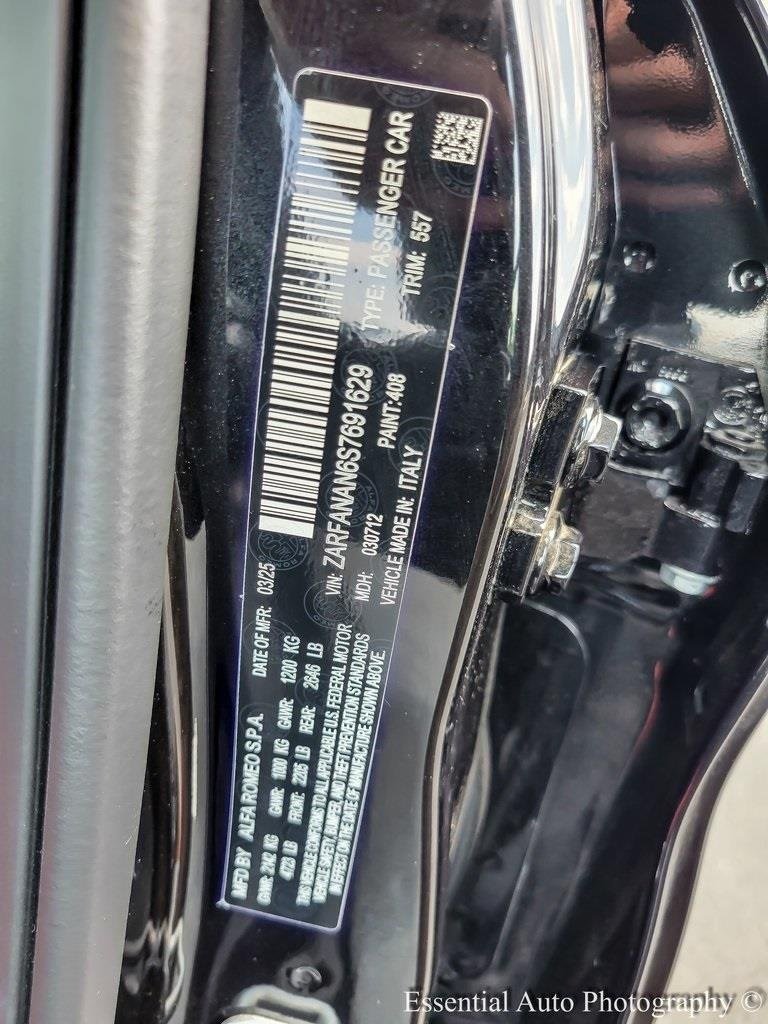 MFD BY ALFA ROMEO S.P.A. DATE OF MFR: 03/25
GVWR: 2142 KG GAWR: 1100 KG GAWR: 1200 KG
4723 LB FRONT: 2285 LB REAR: 2646 LB
THIS VEHICLE CONFORMS TO ALL APPLICABLE U.S. FEDERAL MOTOR
VEHICLE SAFETY, BUMPER, AND THEFT PREVENTION STANDARDS
IN EFFECT ON THE DATE OF MANUFACTURE SHOWN ABOVE.
VIN: ZARFANAN6S7691629 TYPE: PASSENGER CAR
MDH: 030712 PAINT:408 TRIM: 557
VEHICLE MADE IN: ITALY
Essential Auto Photography ©